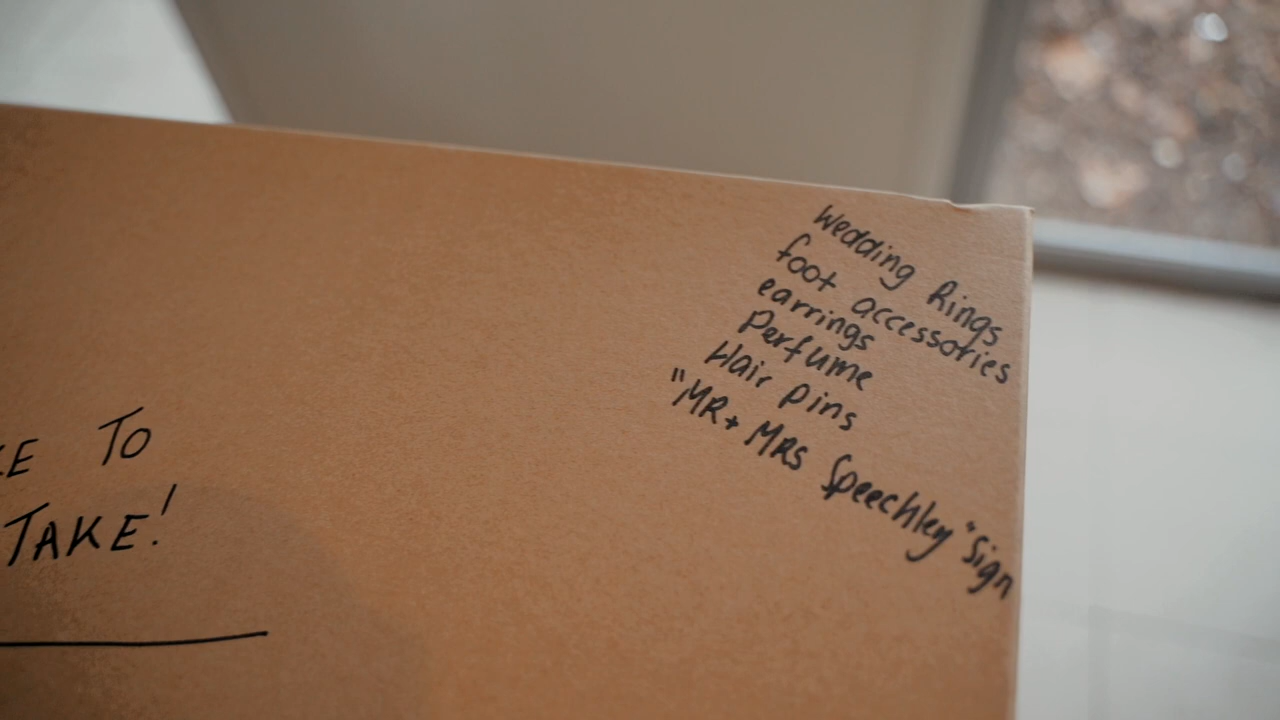 Wedding Rings
foot accessories
earrings
Perfume
Hair pins
"MR+ MRS Speechley" Sign
TO
TAKE!